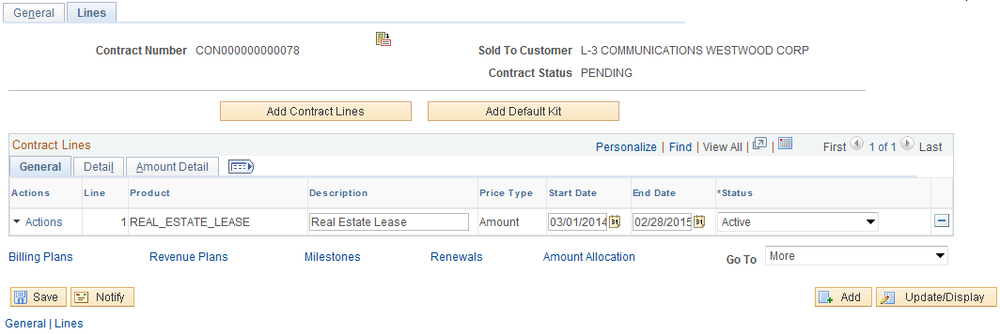 General Lines
Contract Number CON000000000078 Sold To Customer L-3 COMMUNICATIONS WESTWOOD CORP
Contract Status PENDING
Add Contract Lines Add Default Kit
Contract Lines Personalize | Find | View All | | First 1 of 1 Last
General Detail Amount Detail
Actions Line Product Description Price Type Start Date End Date *Status
Actions 1 REAL_ESTATE_LEASE Real Estate Lease Amount 03/01/2014 31 02/28/2015 31 Active
Billing Plans Revenue Plans Milestones Renewals Amount Allocation Go To More
Save Notify Add Update/Display
General | Lines